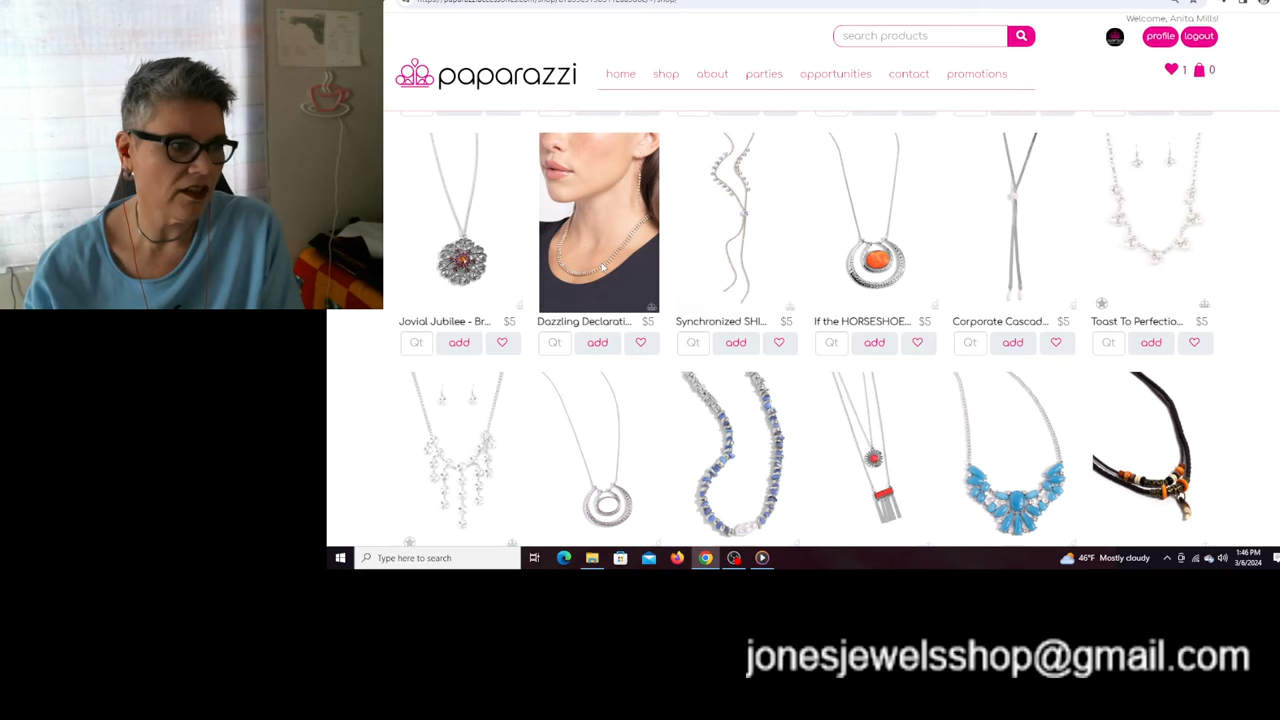 search products
Welcome, Anita Mills!
profile
logout
paparazzi
home
shop
about
parties
opportunities
contact
promotions
1
0
Jovial Jubilee - Br... $5
Dazzling Declarati... $5
Synchronized SHI... $5
If the HORSESHOE... $5
Corporate Cascad... $5
Toast To Perfectio... $5
Qt add
Qt add
Qt add
Qt add
Qt add
Qt add
Type here to search
46°F Mostly cloudy
1:46 PM
3/6/2024
jonesjewelsshop@gmail.com